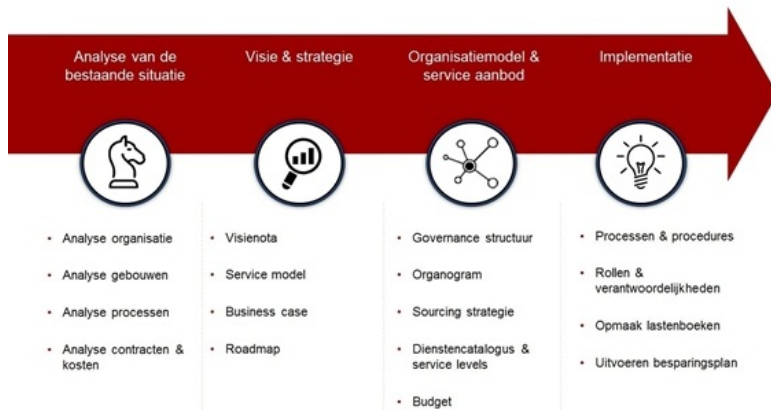 Analyse van de
bestaande situatie
Visie & strategie
Organisatiemodel &
service aanbod
Implementatie
Analyse organisatie
Analyse gebouwen
Analyse processen
Analyse contracten &
kosten
Visienota
Service model
Business case
Roadmap
Governance structuur
Organogram
Sourcing strategie
Dienstencatalogus &
service levels
Budget
Processen & procedures
Rollen &
verantwoordelijkheden
Opmaak lastenboeken
Uitvoeren besparingsplan